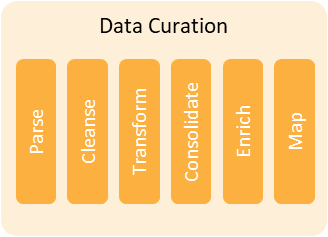 Data Curation
Parse
Cleanse
Transform
Consolidate
Enrich
Map